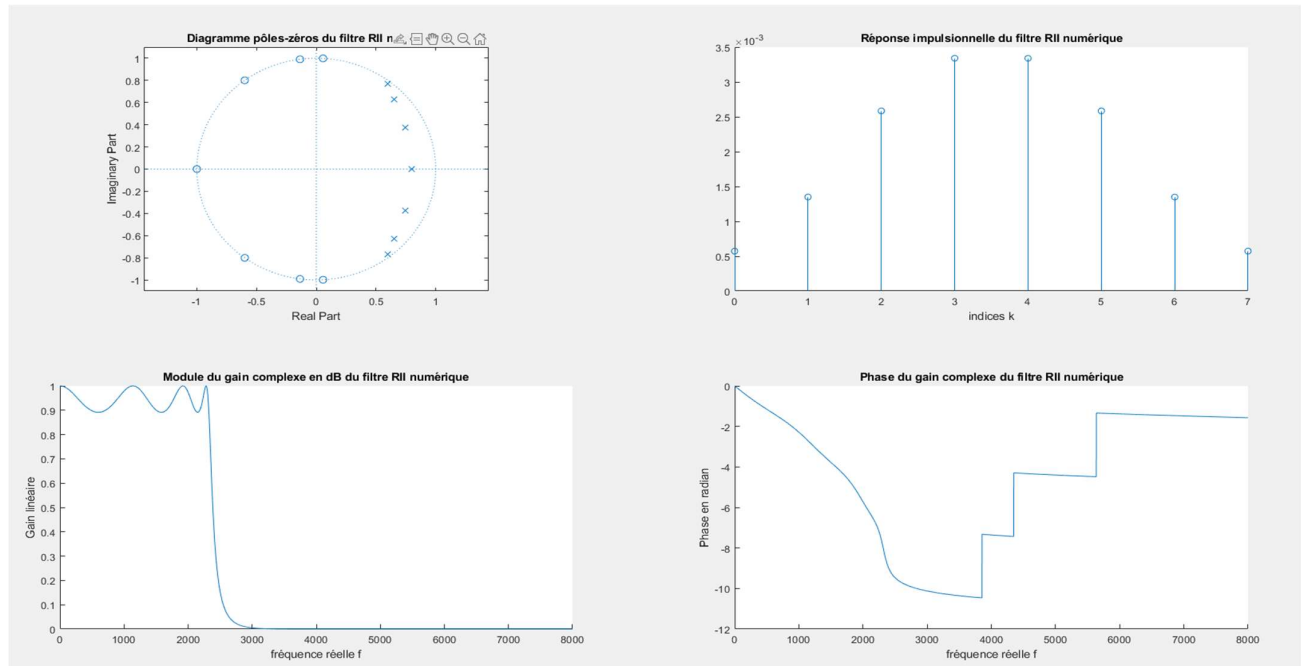 Diagramme pôles-zéros du filtre RII n
1
0.8
0.6
0.4
0.2
0
-0.2
-0.4
-0.6
-0.8
-1
Imaginary Part
-1 -0.5 0 0.5 1
Real Part
Réponse impulsionnelle du filtre RII numérique
×10-3
3.5
3
2.5
2
1.5
1
0.5
0
0 1 2 3 4 5 6 7
indices k
Module du gain complexe en dB du filtre RII numérique
1
0.9
0.8
0.7
0.6
0.5
0.4
0.3
0.2
0.1
0
Gain linéaire
0 1000 2000 3000 4000 5000 6000 7000 8000
fréquence réelle f
Phase du gain complexe du filtre RII numérique
0
-2
-4
-6
-8
-10
-12
Phase en radian
0 1000 2000 3000 4000 5000 6000 7000 8000
fréquence réelle f